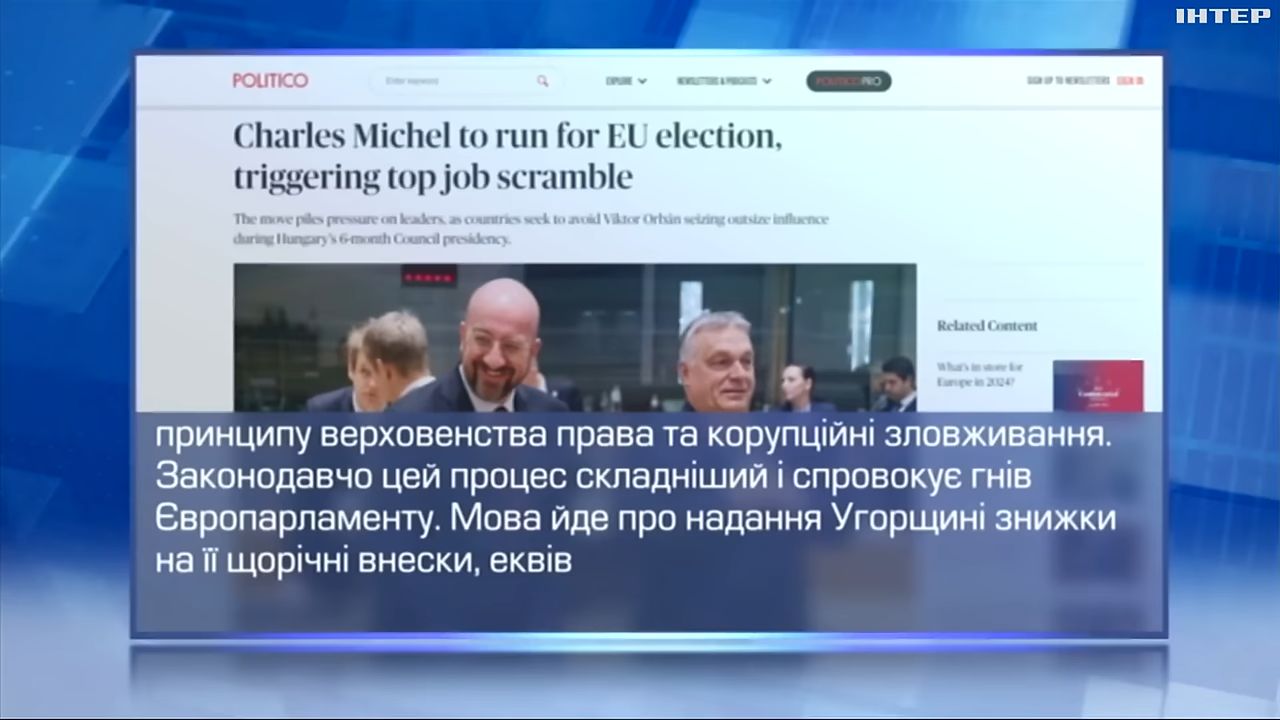 ІНТЕР
POLITICO
Enter keyword
EXPLORE
NEWSLETTERS & PODCASTS
POLITICO PRO
SIGN UP TO NEWSLETTERS
SIGN IN
Charles Michel to run for EU election,
triggering top job scramble
The move piles pressure on leaders, as countries seek to avoid Viktor Orbán seizing outsize influence
during Hungary's 6-month Council presidency.
Related Content
What's in store for
Europe in 2024?
принципу верховенства права та корупційні зловживання.
Законодавчо цей процес складніший і спровокує гнів
Європарламенту. Мова йде про надання Угорщині знижки
на її щорічні внески, еквів